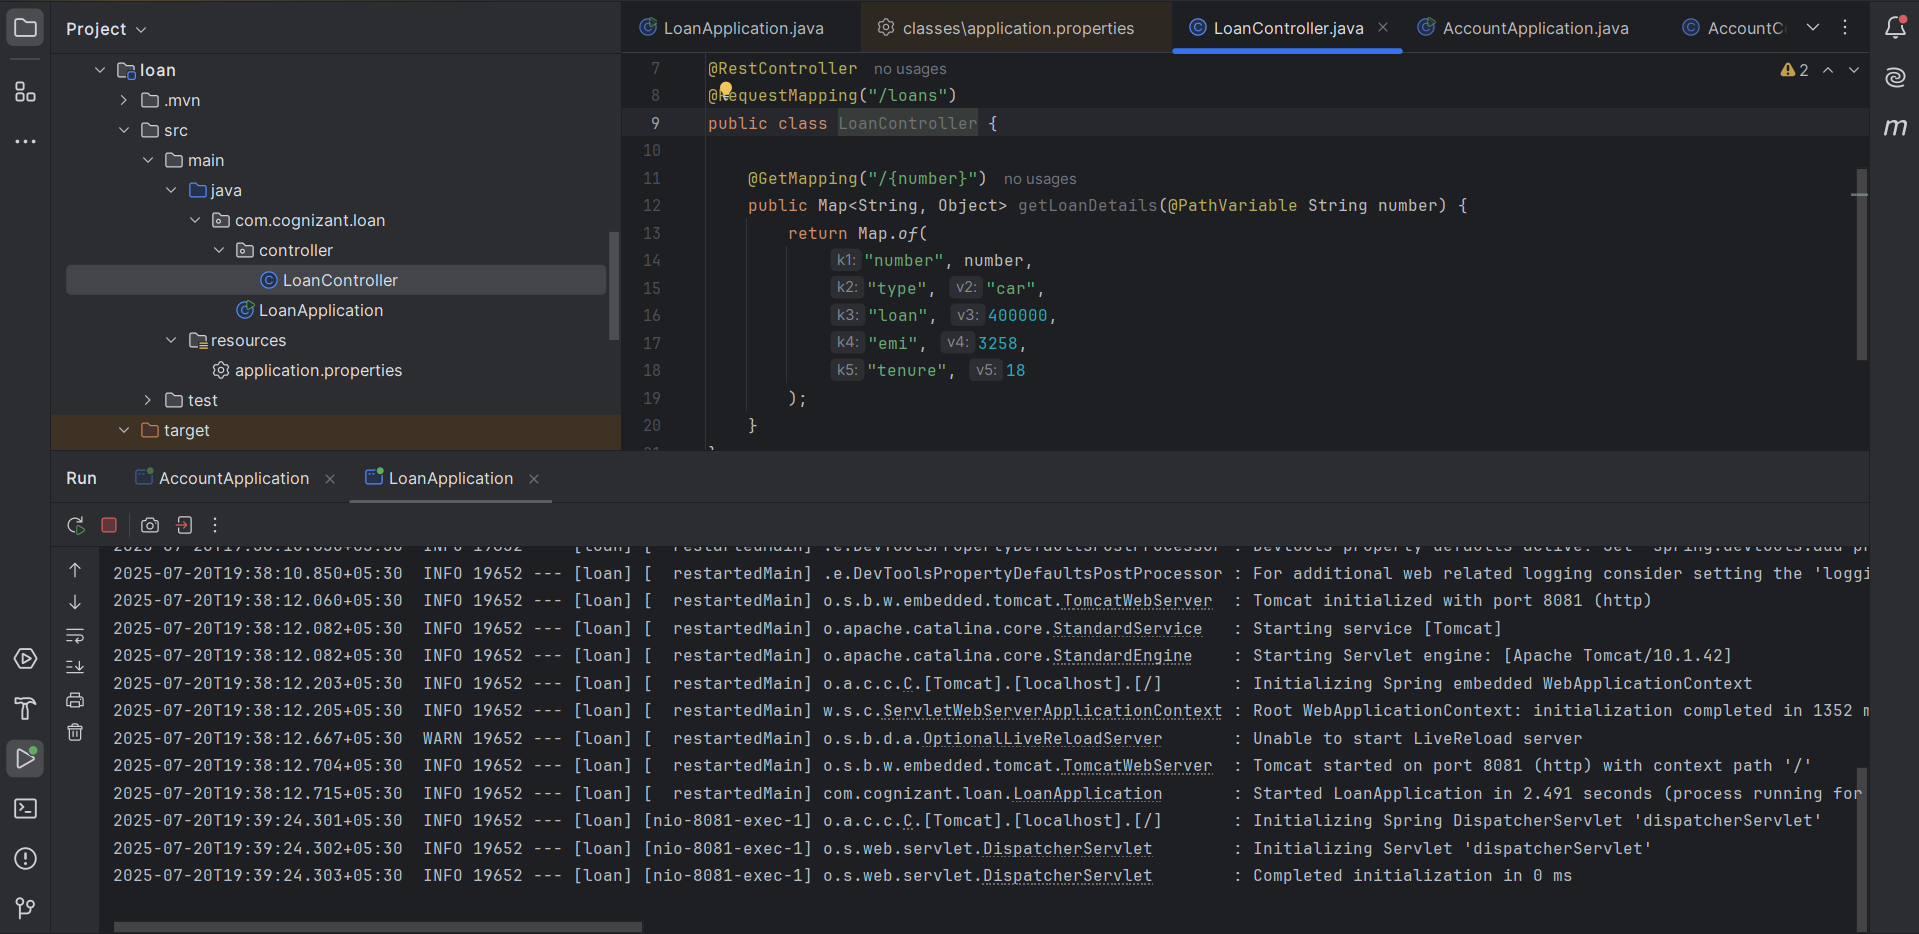 Project
LoanApplication.java
classes\application.properties
LoanController.java
AccountApplication.java
loan
.mvn
src
main
java
com.cognizant.loan
controller
LoanController
LoanApplication
resources
application.properties
test
target
2
7 @RestController no usages
8 @RequestMapping("/loans")
9 public class LoanController {
10
11 @GetMapping("/{number}") no usages
12 public Map<String, Object> getLoanDetails(@PathVariable String number) {
13 return Map.of(
14 k1: "number", number,
15 k2: "type", v2: "car",
16 k3: "loan", v3: 400000,
17 k4: "emi", v4: 3258,
18 k5: "tenure", v5: 18
19 );
20 }
m
Run AccountApplication LoanApplication
2025-07-20T19:38:10.850+05:30 INFO 19652 --- [loan] [ restartedMain] .e.DevToolsPropertyDefaultsPostProcessor : For additional web related logging consider setting the 'loggi
2025-07-20T19:38:12.060+05:30 INFO 19652 --- [loan] [ restartedMain] o.s.b.w.embedded.tomcat.TomcatWebServer : Tomcat initialized with port 8081 (http)
2025-07-20T19:38:12.082+05:30 INFO 19652 --- [loan] [ restartedMain] o.apache.catalina.core.StandardService : Starting service [Tomcat]
2025-07-20T19:38:12.082+05:30 INFO 19652 --- [loan] [ restartedMain] o.apache.catalina.core.StandardEngine : Starting Servlet engine: [Apache Tomcat/10.1.42]
2025-07-20T19:38:12.203+05:30 INFO 19652 --- [loan] [ restartedMain] o.a.c.c.C.[Tomcat].[localhost].[/] : Initializing Spring embedded WebApplicationContext
2025-07-20T19:38:12.205+05:30 INFO 19652 --- [loan] [ restartedMain] w.s.c.ServletWebServerApplicationContext : Root WebApplicationContext: initialization completed in 1352 m
2025-07-20T19:38:12.667+05:30 WARN 19652 --- [loan] [ restartedMain] o.s.b.d.a.OptionalLiveReloadServer : Unable to start LiveReload server
2025-07-20T19:38:12.704+05:30 INFO 19652 --- [loan] [ restartedMain] o.s.b.w.embedded.tomcat.TomcatWebServer : Tomcat started on port 8081 (http) with context path '/'
2025-07-20T19:38:12.715+05:30 INFO 19652 --- [loan] [ restartedMain] com.cognizant.loan.LoanApplication : Started LoanApplication in 2.491 seconds (process running for
2025-07-20T19:39:24.301+05:30 INFO 19652 --- [loan] [nio-8081-exec-1] o.a.c.c.C.[Tomcat].[localhost].[/] : Initializing Spring DispatcherServlet 'dispatcherServlet'
2025-07-20T19:39:24.302+05:30 INFO 19652 --- [loan] [nio-8081-exec-1] o.s.web.servlet.DispatcherServlet : Initializing Servlet 'dispatcherServlet'
2025-07-20T19:39:24.303+05:30 INFO 19652 --- [loan] [nio-8081-exec-1] o.s.web.servlet.DispatcherServlet : Completed initialization in 0 ms